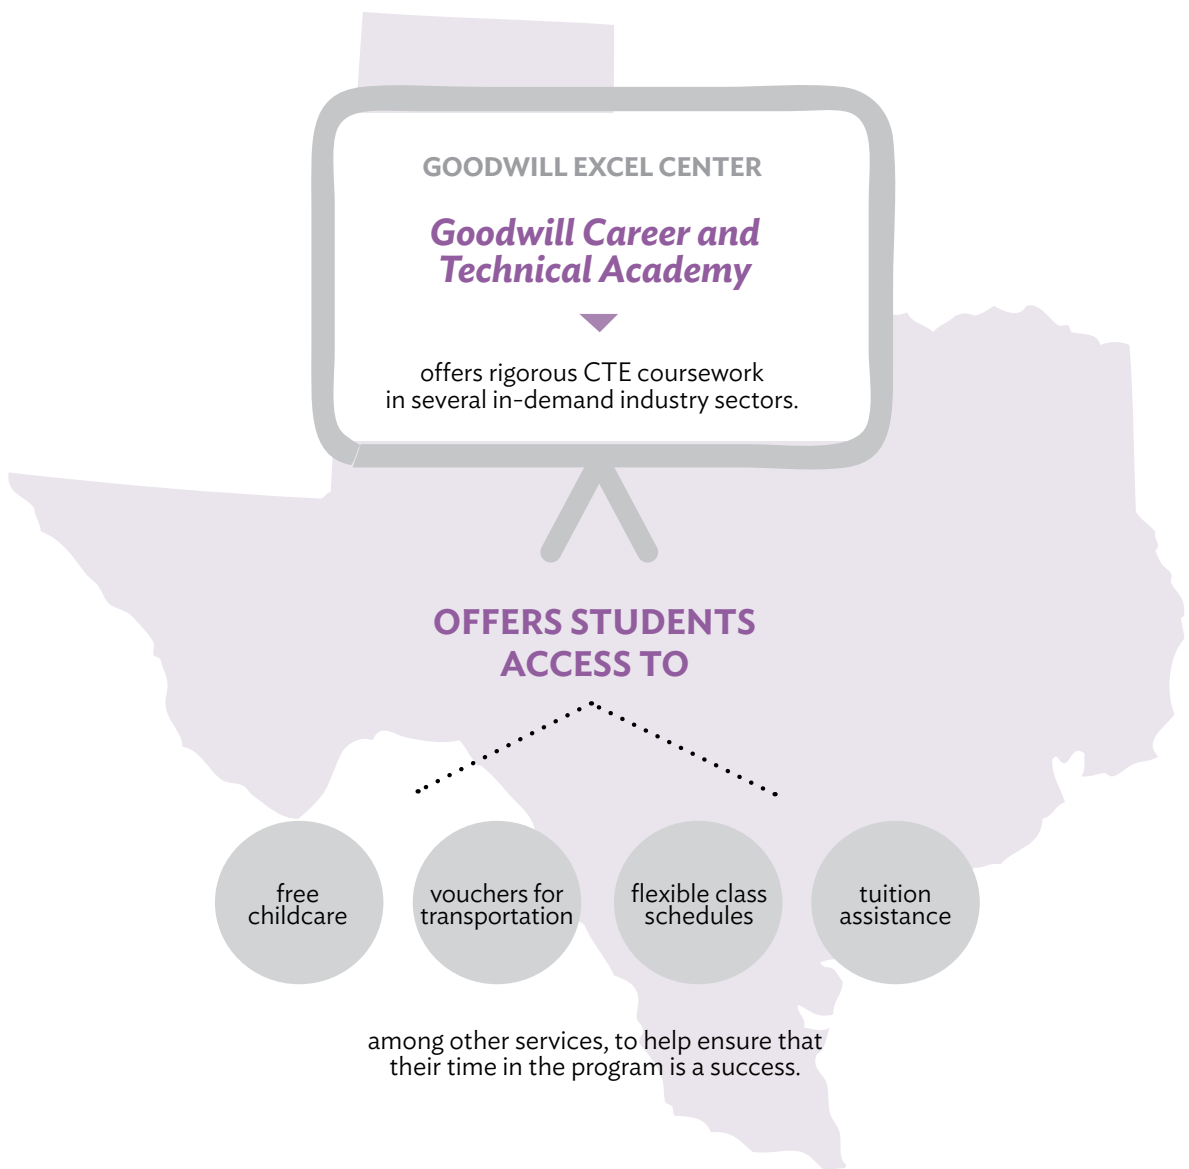 GOODWILL EXCEL CENTER
Goodwill Career and
Technical Academy
offers rigorous CTE coursework
in several in-demand industry sectors.
OFFERS STUDENTS
ACCESS TO
free
childcare
vouchers for
transportation
flexible class
schedules
tuition
assistance
among other services, to help ensure that
their time in the program is a success.